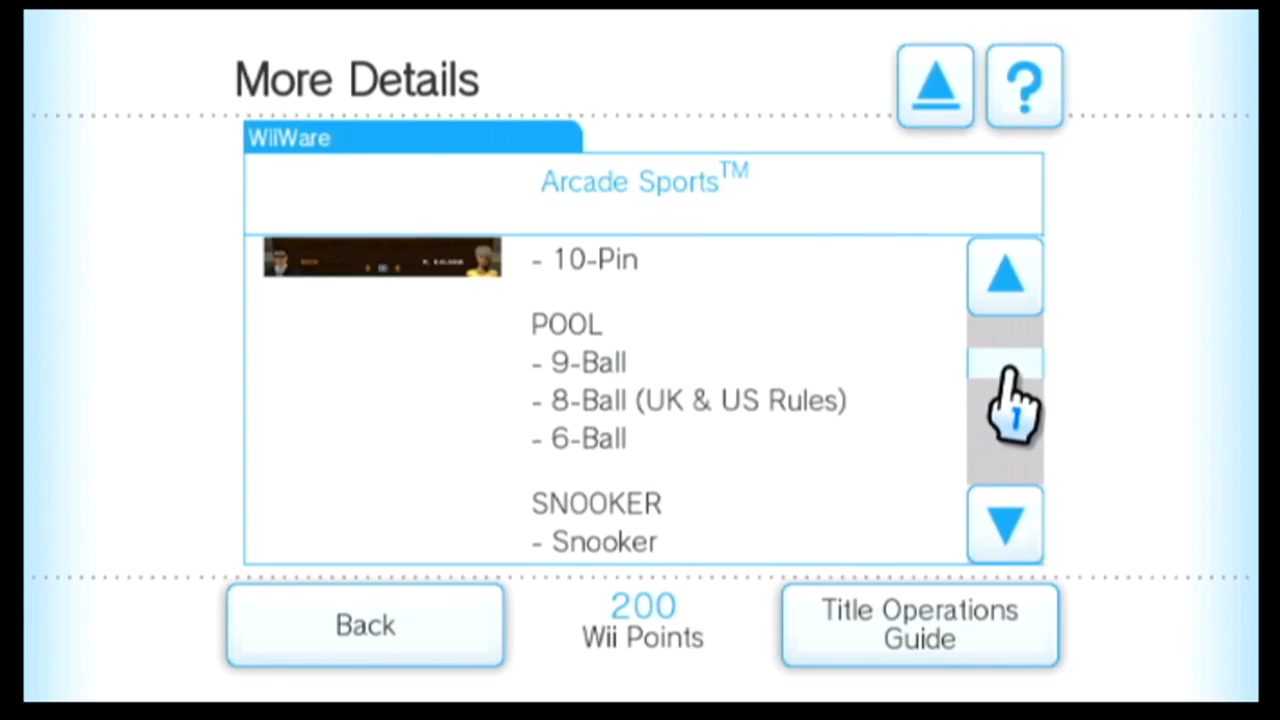 More Details
?
WiiWare
Arcade Sports™
- 10-Pin
POOL
- 9-Ball
- 8-Ball (UK & US Rules)
- 6-Ball
SNOOKER
- Snooker
1
Back
200
Wii Points
Title Operations
Guide